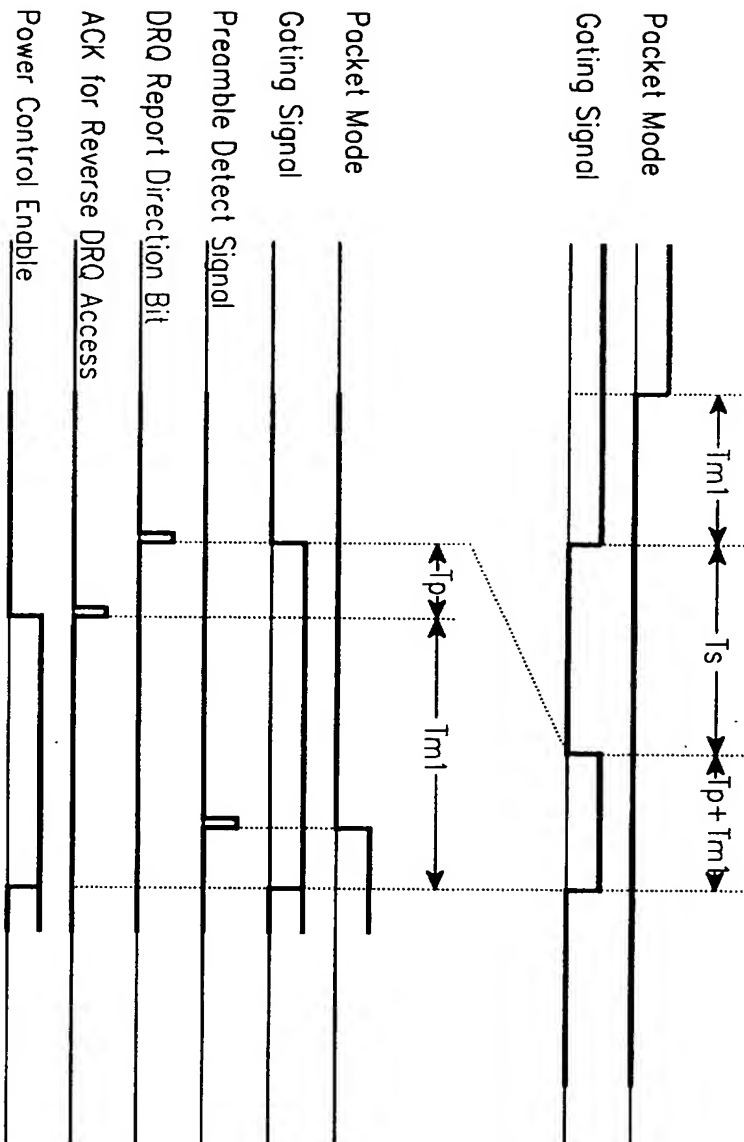 Packet Mode
Gating Signal
Tm1
Ts
Tp+Tm1
Tp
Tm1
Packet Mode
Gating Signal
Preamble Detect Signal
DRQ Report Direction Bit
ACK for Reverse DRQ Access
Power Control Enable